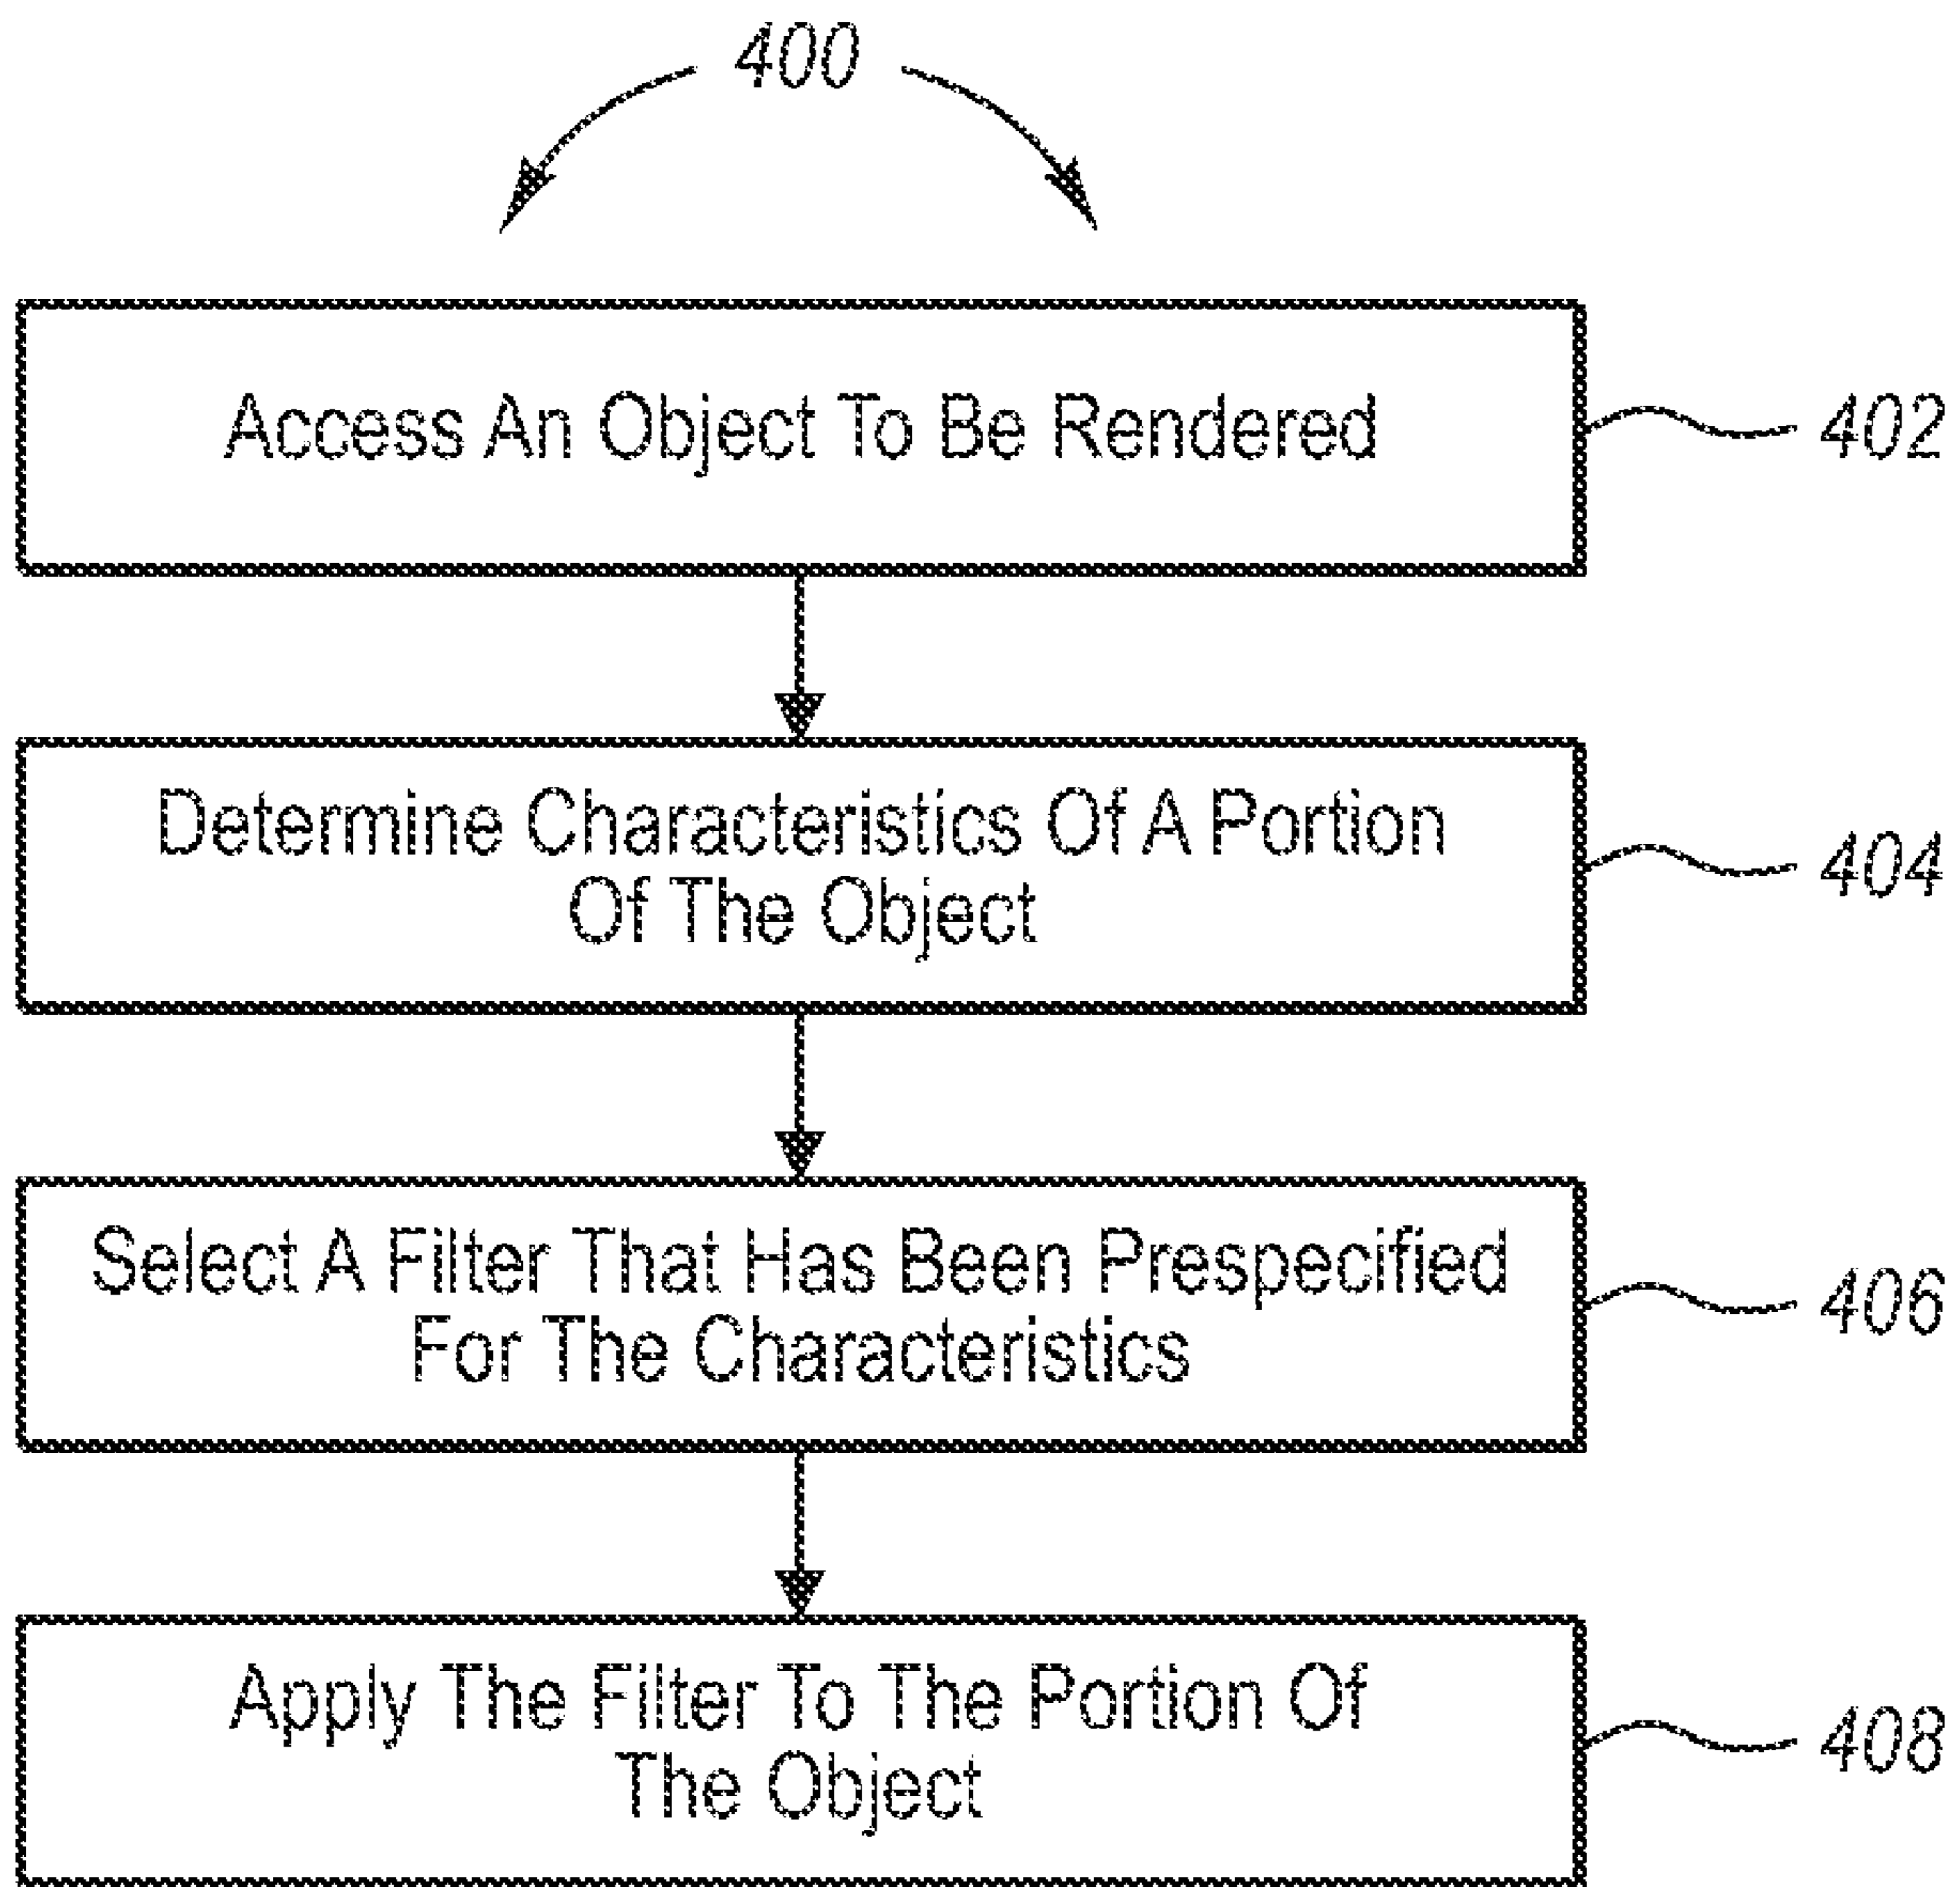 400
Access An Object To Be Rendered
402
Determine Characteristics Of A Portion
Of The Object
404
Select A Filter That Has Been Prespecified
For The Characteristics
406
Apply The Filter To The Portion Of
The Object
408